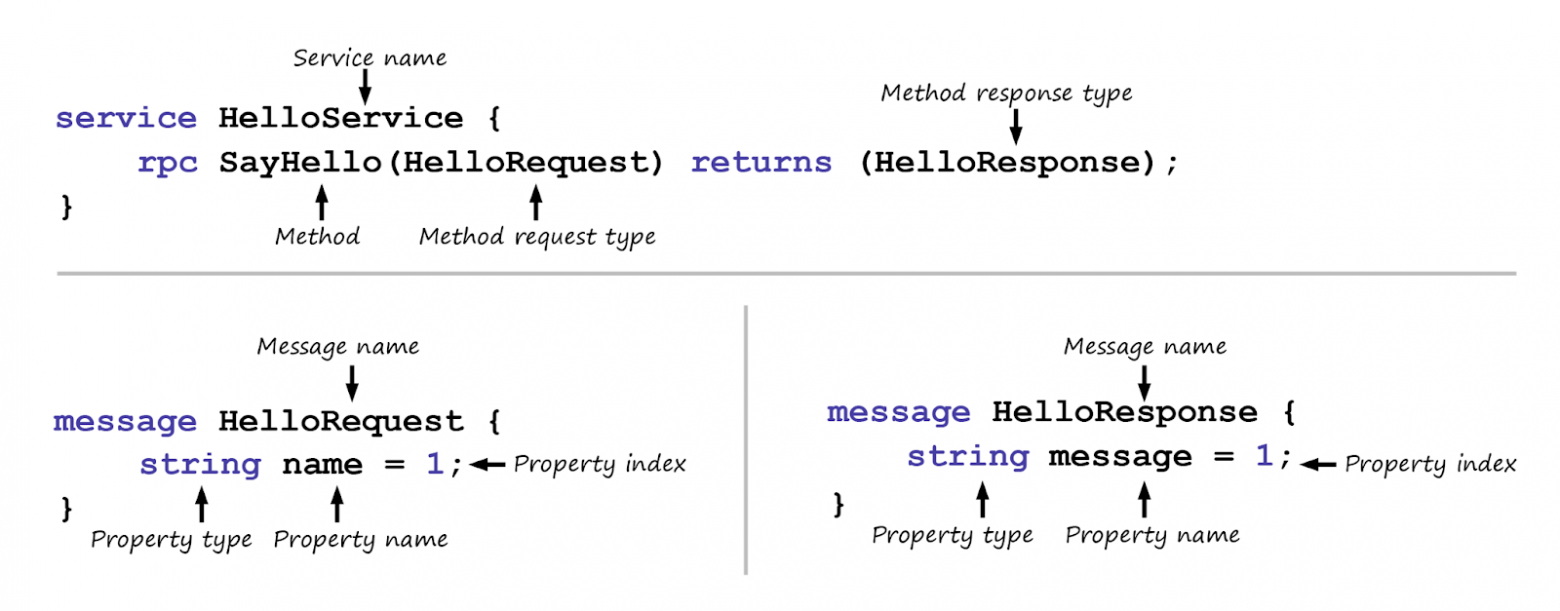 Service name
service HelloService {
Method response type
rpc SayHello(HelloRequest) returns (HelloResponse);
}
Method
Method request type
Message name
message HelloRequest {
string name = 1;
Property index
}
Property type
Property name
Message name
message HelloResponse {
string message = 1;
Property index
}
Property type
Property name